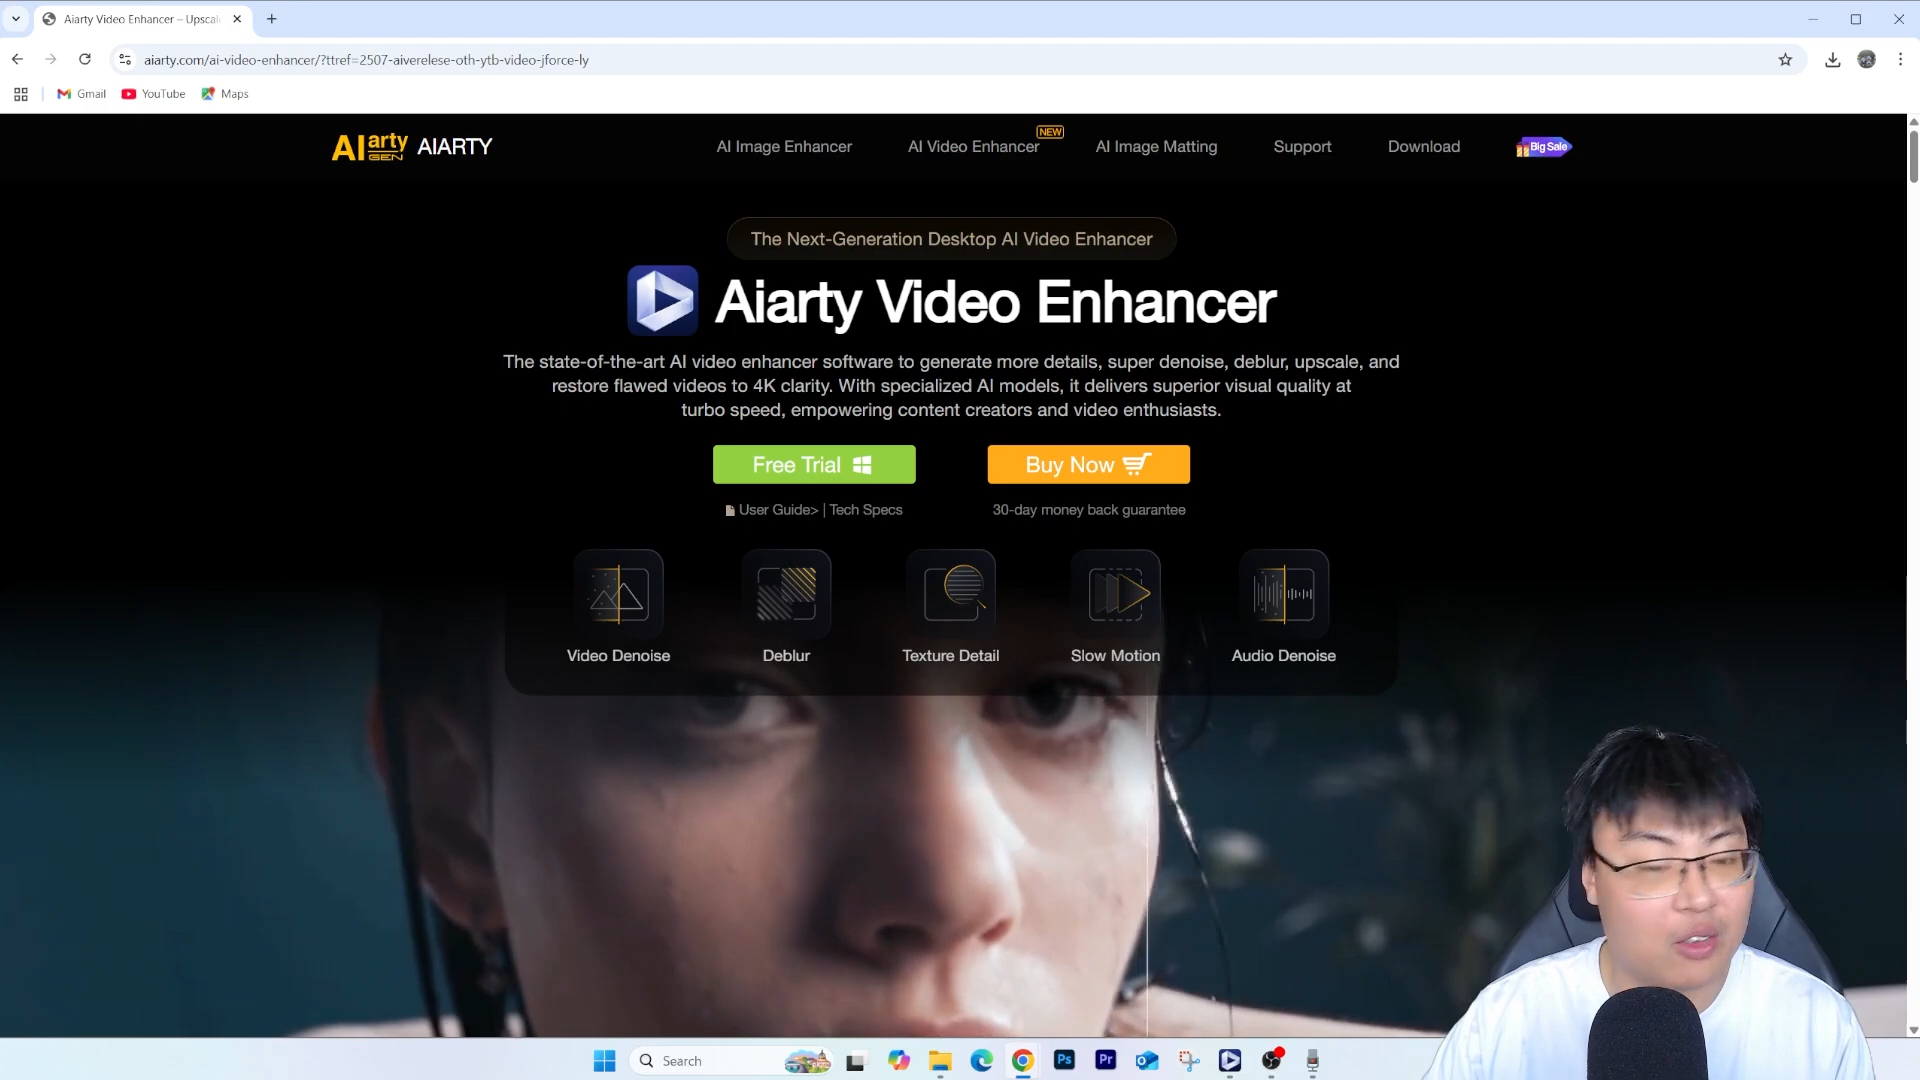 Aiarty Video Enhancer – Upscal
aiarty.com/ai-video-enhancer/?ttref=2507-aiverelese-oth-ytb-video-jforce-ly
Gmail
YouTube
Maps
AI arty GEN AIARTY
AI Image Enhancer
AI Video Enhancer
NEW
AI Image Matting
Support
Download
Big Sale
The Next-Generation Desktop AI Video Enhancer
Aiarty Video Enhancer
The state-of-the-art AI video enhancer software to generate more details, super denoise, deblur, upscale, and
restore flawed videos to 4K clarity. With specialized AI models, it delivers superior visual quality at
turbo speed, empowering content creators and video enthusiasts.
Free Trial
Buy Now
User Guide> | Tech Specs
30-day money back guarantee
Video Denoise
Deblur
Texture Detail
Slow Motion
Audio Denoise
Search
Ps
Pr